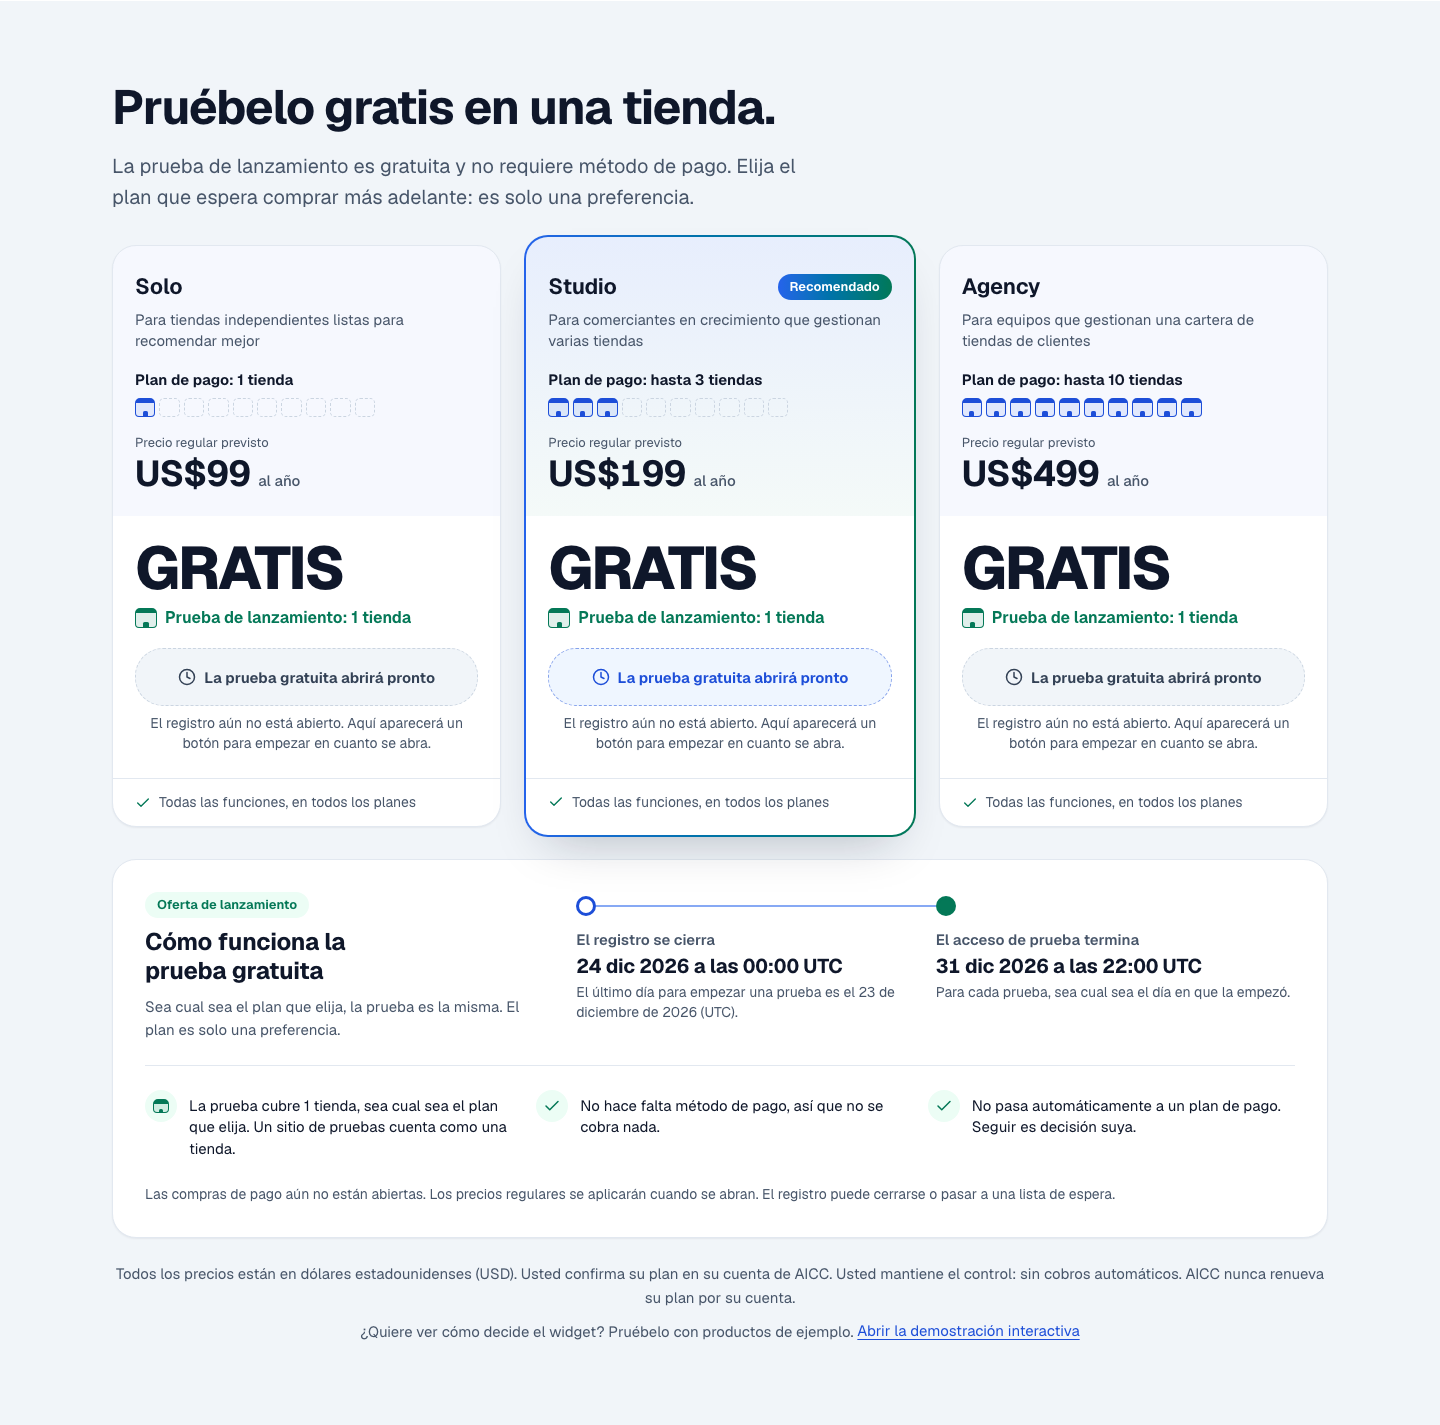 Pruébelo gratis en una tienda.
La prueba de lanzamiento es gratuita y no requiere método de pago. Elija el
plan que espera comprar más adelante: es solo una preferencia.
Solo
Para tiendas independientes listas para
recomendar mejor
Plan de pago: 1 tienda
Precio regular previsto
US$99 al año
GRATIS
Prueba de lanzamiento: 1 tienda
La prueba gratuita abrirá pronto
El registro aún no está abierto. Aquí aparecerá un
botón para empezar en cuanto se abra.
Todas las funciones, en todos los planes
Studio
Recomendado
Para comerciantes en crecimiento que gestionan
varias tiendas
Plan de pago: hasta 3 tiendas
Precio regular previsto
US$199 al año
GRATIS
Prueba de lanzamiento: 1 tienda
La prueba gratuita abrirá pronto
El registro aún no está abierto. Aquí aparecerá un
botón para empezar en cuanto se abra.
Todas las funciones, en todos los planes
Agency
Para equipos que gestionan una cartera de
tiendas de clientes
Plan de pago: hasta 10 tiendas
Precio regular previsto
US$499 al año
GRATIS
Prueba de lanzamiento: 1 tienda
La prueba gratuita abrirá pronto
El registro aún no está abierto. Aquí aparecerá un
botón para empezar en cuanto se abra.
Todas las funciones, en todos los planes
Oferta de lanzamiento
Cómo funciona la
prueba gratuita
Sea cual sea el plan que elija, la prueba es la misma. El
plan es solo una preferencia.
El registro se cierra
24 dic 2026 a las 00:00 UTC
El último día para empezar una prueba es el 23 de
diciembre de 2026 (UTC).
El acceso de prueba termina
31 dic 2026 a las 22:00 UTC
Para cada prueba, sea cual sea el día en que la empezó.
La prueba cubre 1 tienda, sea cual sea el plan
que elija. Un sitio de pruebas cuenta como una
tienda.
No hace falta método de pago, así que no se
cobra nada.
No pasa automáticamente a un plan de pago.
Seguir es decisión suya.
Las compras de pago aún no están abiertas. Los precios regulares se aplicarán cuando se abran. El registro puede cerrarse o pasar a una lista de espera.
Todos los precios están en dólares estadounidenses (USD). Usted confirma su plan en su cuenta de AICC. Usted mantiene el control: sin cobros automáticos. AICC nunca renueva
su plan por su cuenta.
¿Quiere ver cómo decide el widget? Pruébelo con productos de ejemplo. Abrir la demostración interactiva